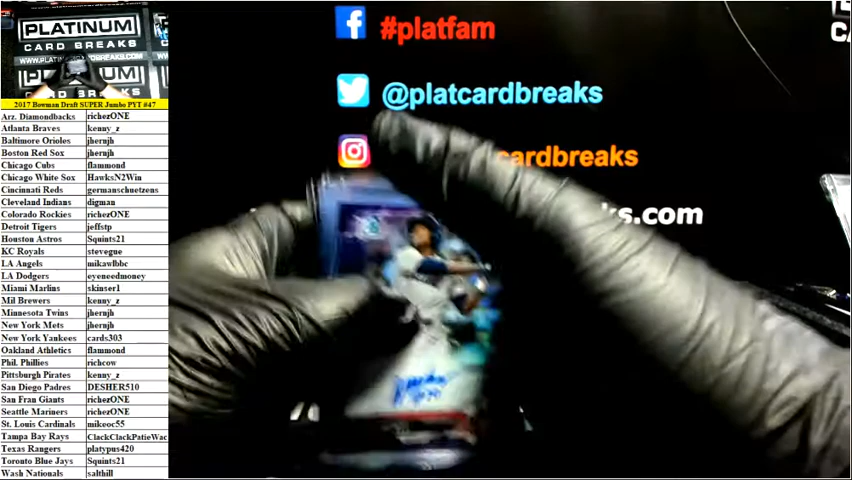 PLATINUM
CARD BREAKS
PLATINUM
CARD BREAKS
2017 Bowman Draft SUPER Jumbo PYT #47
Arz. Diamondbacks richezONE
Atlanta Braves kenny_z
Baltimore Orioles jhernjh
Boston Red Sox jhernjh
Chicago Cubs flammond
Chicago White Sox HawksN2Win
Cincinnati Reds germanschuetzens
Cleveland Indians digman
Colorado Rockies richezONE
Detroit Tigers jeffstp
Houston Astros Squints21
KC Royals stevegue
LA Angels mikawlbbc
LA Dodgers eyeneedmoney
Miami Marlins skinser1
Mil Brewers kenny_z
Minnesota Twins jhernjh
New York Mets jhernjh
New York Yankees cards303
Oakland Athletics flammond
Phil. Phillies richcow
Pittsburgh Pirates kenny_z
San Diego Padres DESHER510
San Fran Giants richezONE
Seattle Mariners richezONE
St. Louis Cardinals mikeoc55
Tampa Bay Rays ClackClackPatieWac
Texas Rangers platypus420
Toronto Blue Jays Squints21
Wash Nationals salthill
#platfam
@platcardbreaks
cardbreaks
ks.com